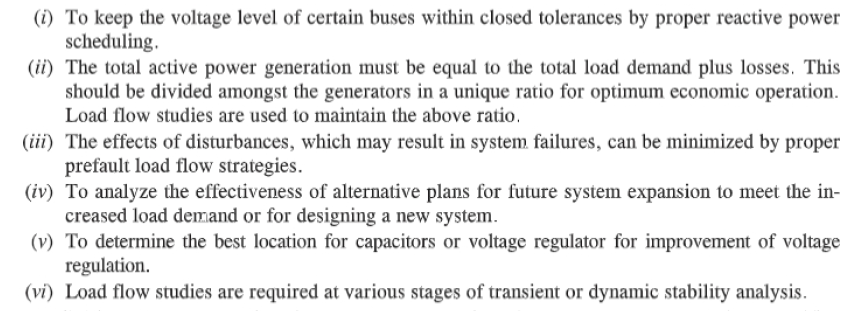 (i) To keep the voltage level of certain buses within closed tolerances by proper reactive power
scheduling.
(ii) The total active power generation must be equal to the total load demand plus losses. This
should be divided amongst the generators in a unique ratio for optimum economic operation.
Load flow studies are used to maintain the above ratio.
(iii) The effects of disturbances, which may result in system failures, can be minimized by proper
prefault load flow strategies.
(iv) To analyze the effectiveness of alternative plans for future system expansion to meet the in-
creased load demand or for designing a new system.
(v) To determine the best location for capacitors or voltage regulator for improvement of voltage
regulation.
(vi) Load flow studies are required at various stages of transient or dynamic stability analysis.